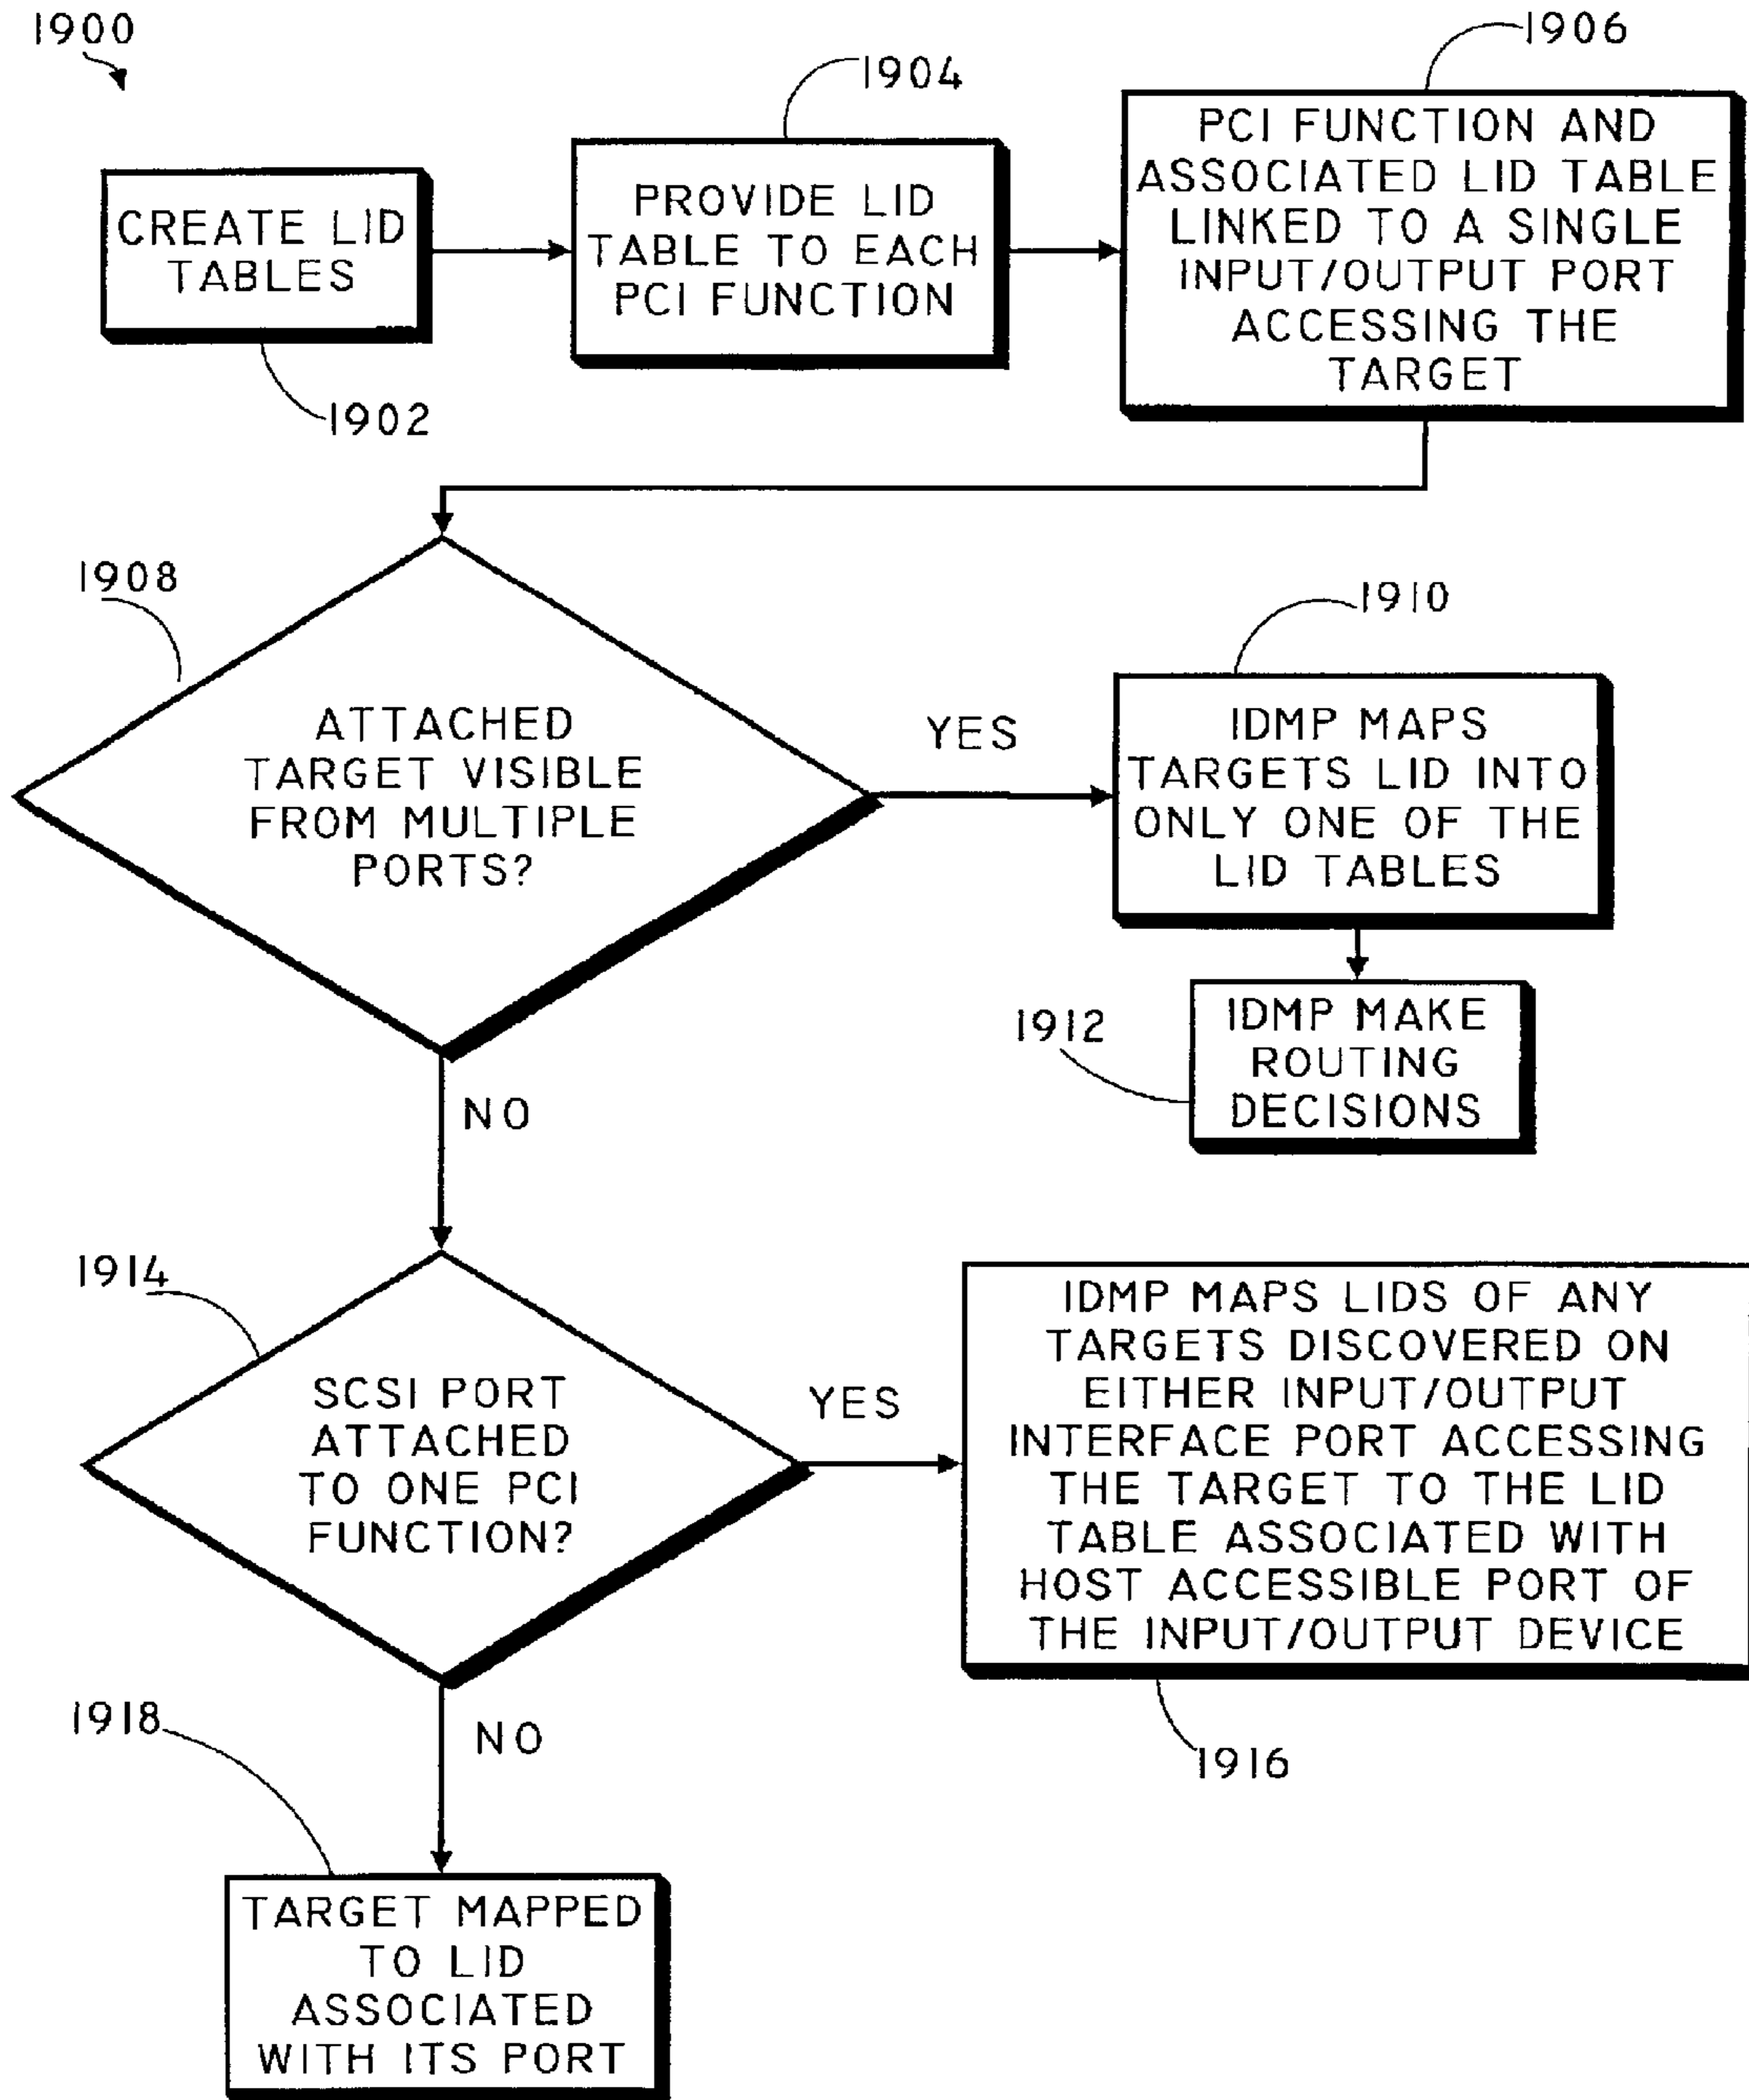 1900
1904
1906
CREATE LID
TABLES
1902
PROVIDE LID
TABLE TO EACH
PCI FUNCTION
PCI FUNCTION AND
ASSOCIATED LID TABLE
LINKED TO A SINGLE
INPUT/OUTPUT PORT
ACCESSING THE
TARGET
1908
ATTACHED
TARGET VISIBLE
FROM MULTIPLE
PORTS?
YES
NO
1910
IDMP MAPS
TARGETS LID INTO
ONLY ONE OF THE
LID TABLES
1912
IDMP MAKE
ROUTING
DECISIONS
1914
SCSI PORT
ATTACHED
TO ONE PCI
FUNCTION?
YES
NO
IDMP MAPS LIDS OF ANY
TARGETS DISCOVERED ON
EITHER INPUT/OUTPUT
INTERFACE PORT ACCESSING
THE TARGET TO THE LID
TABLE ASSOCIATED WITH
HOST ACCESSIBLE PORT OF
THE INPUT/OUTPUT DEVICE
1916
1918
TARGET MAPPED
TO LID
ASSOCIATED
WITH ITS PORT